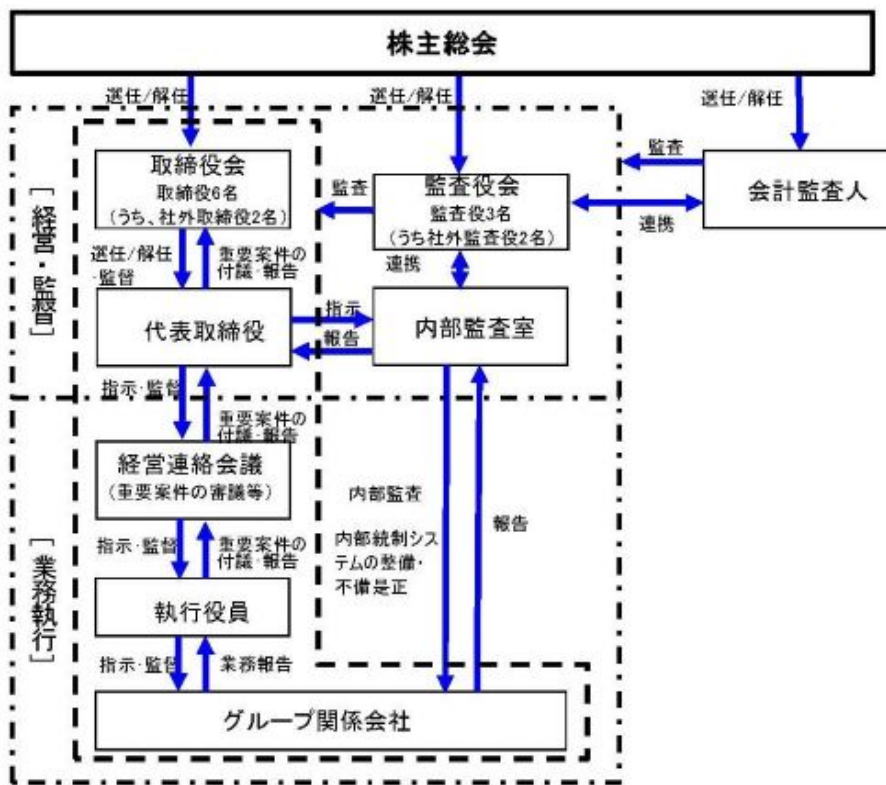 株主総会
選任/解任
選任/解任
選任/解任
[経営・監督]
取締役会
取締役6名
(うち、社外取締役2名)
監査
監査役会
監査役3名
(うち社外監査役2名)
監査
会計監査人
連携
選任/解任
・監督
重要案件の
付議・報告
連携
代表取締役
指示
報告
内部監査室
指示・監督
重要案件の
付議・報告
[業務執行]
経営連絡会議
(重要案件の審議等)
内部監査
内部統制シス
テムの整備・
不備是正
報告
指示・監督
重要案件の
付議・報告
執行役員
指示・監督
業務報告
グループ関係会社